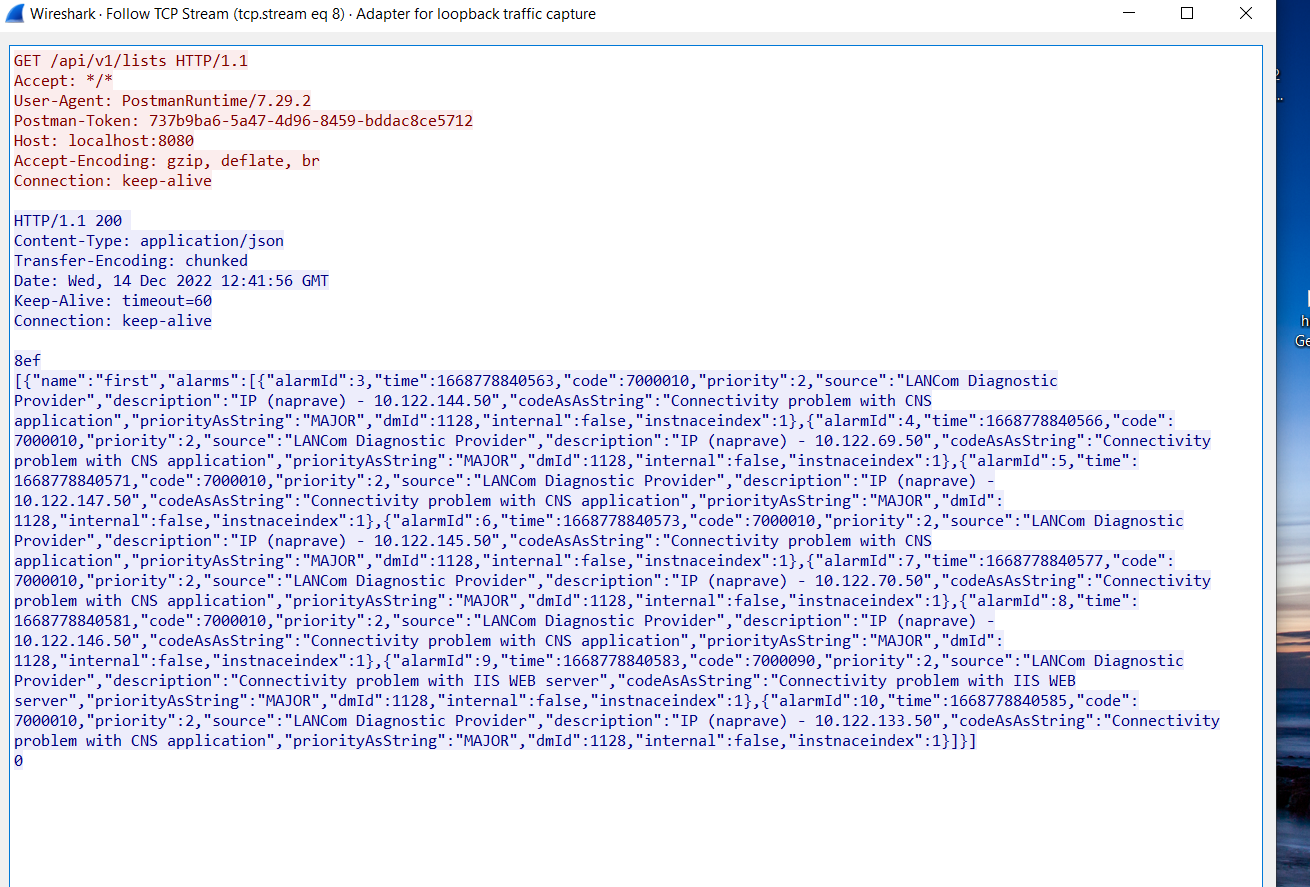 Wireshark · Follow TCP Stream (tcp.stream eq 8) · Adapter for loopback traffic capture
GET /api/v1/lists HTTP/1.1
Accept: */*
User-Agent: PostmanRuntime/7.29.2
Postman-Token: 737b9ba6-5a47-4d96-8459-bddac8ce5712
Host: localhost:8080
Accept-Encoding: gzip, deflate, br
Connection: keep-alive
HTTP/1.1 200
Content-Type: application/json
Transfer-Encoding: chunked
Date: Wed, 14 Dec 2022 12:41:56 GMT
Keep-Alive: timeout=60
Connection: keep-alive
8ef
[{"name":"first","alarms":[{"alarmId":3,"time":1668778840563,"code":7000010,"priority":2,"source":"LANCom Diagnostic
Provider","description":"IP (naprave) - 10.122.144.50","codeAsAsString":"Connectivity problem with CNS
application","priorityAsString":"MAJOR","dmId":1128,"internal":false,"instnaceindex":1},{"alarmId":4,"time":1668778840566,"code":
7000010,"priority":2,"source":"LANCom Diagnostic Provider","description":"IP (naprave) - 10.122.69.50","codeAsAsString":"Connectivity
problem with CNS application","priorityAsString":"MAJOR","dmId":1128,"internal":false,"instnaceindex":1},{"alarmId":5,"time":
1668778840571,"code":7000010,"priority":2,"source":"LANCom Diagnostic Provider","description":"IP (naprave) -
10.122.147.50","codeAsAsString":"Connectivity problem with CNS application","priorityAsString":"MAJOR","dmId":
1128,"internal":false,"instnaceindex":1},{"alarmId":6,"time":1668778840573,"code":7000010,"priority":2,"source":"LANCom Diagnostic
Provider","description":"IP (naprave) - 10.122.145.50","codeAsAsString":"Connectivity problem with CNS
application","priorityAsString":"MAJOR","dmId":1128,"internal":false,"instnaceindex":1},{"alarmId":7,"time":1668778840577,"code":
7000010,"priority":2,"source":"LANCom Diagnostic Provider","description":"IP (naprave) - 10.122.70.50","codeAsAsString":"Connectivity
problem with CNS application","priorityAsString":"MAJOR","dmId":1128,"internal":false,"instnaceindex":1},{"alarmId":8,"time":
1668778840581,"code":7000010,"priority":2,"source":"LANCom Diagnostic Provider","description":"IP (naprave) -
10.122.146.50","codeAsAsString":"Connectivity problem with CNS application","priorityAsString":"MAJOR","dmId":
1128,"internal":false,"instnaceindex":1},{"alarmId":9,"time":1668778840583,"code":7000090,"priority":2,"source":"LANCom Diagnostic
Provider","description":"Connectivity problem with IIS WEB server","codeAsAsString":"Connectivity problem with IIS WEB
server","priorityAsString":"MAJOR","dmId":1128,"internal":false,"instnaceindex":1},{"alarmId":10,"time":1668778840585,"code":
7000010,"priority":2,"source":"LANCom Diagnostic Provider","description":"IP (naprave) - 10.122.133.50","codeAsAsString":"Connectivity
problem with CNS application","priorityAsString":"MAJOR","dmId":1128,"internal":false,"instnaceindex":1}]}]
0